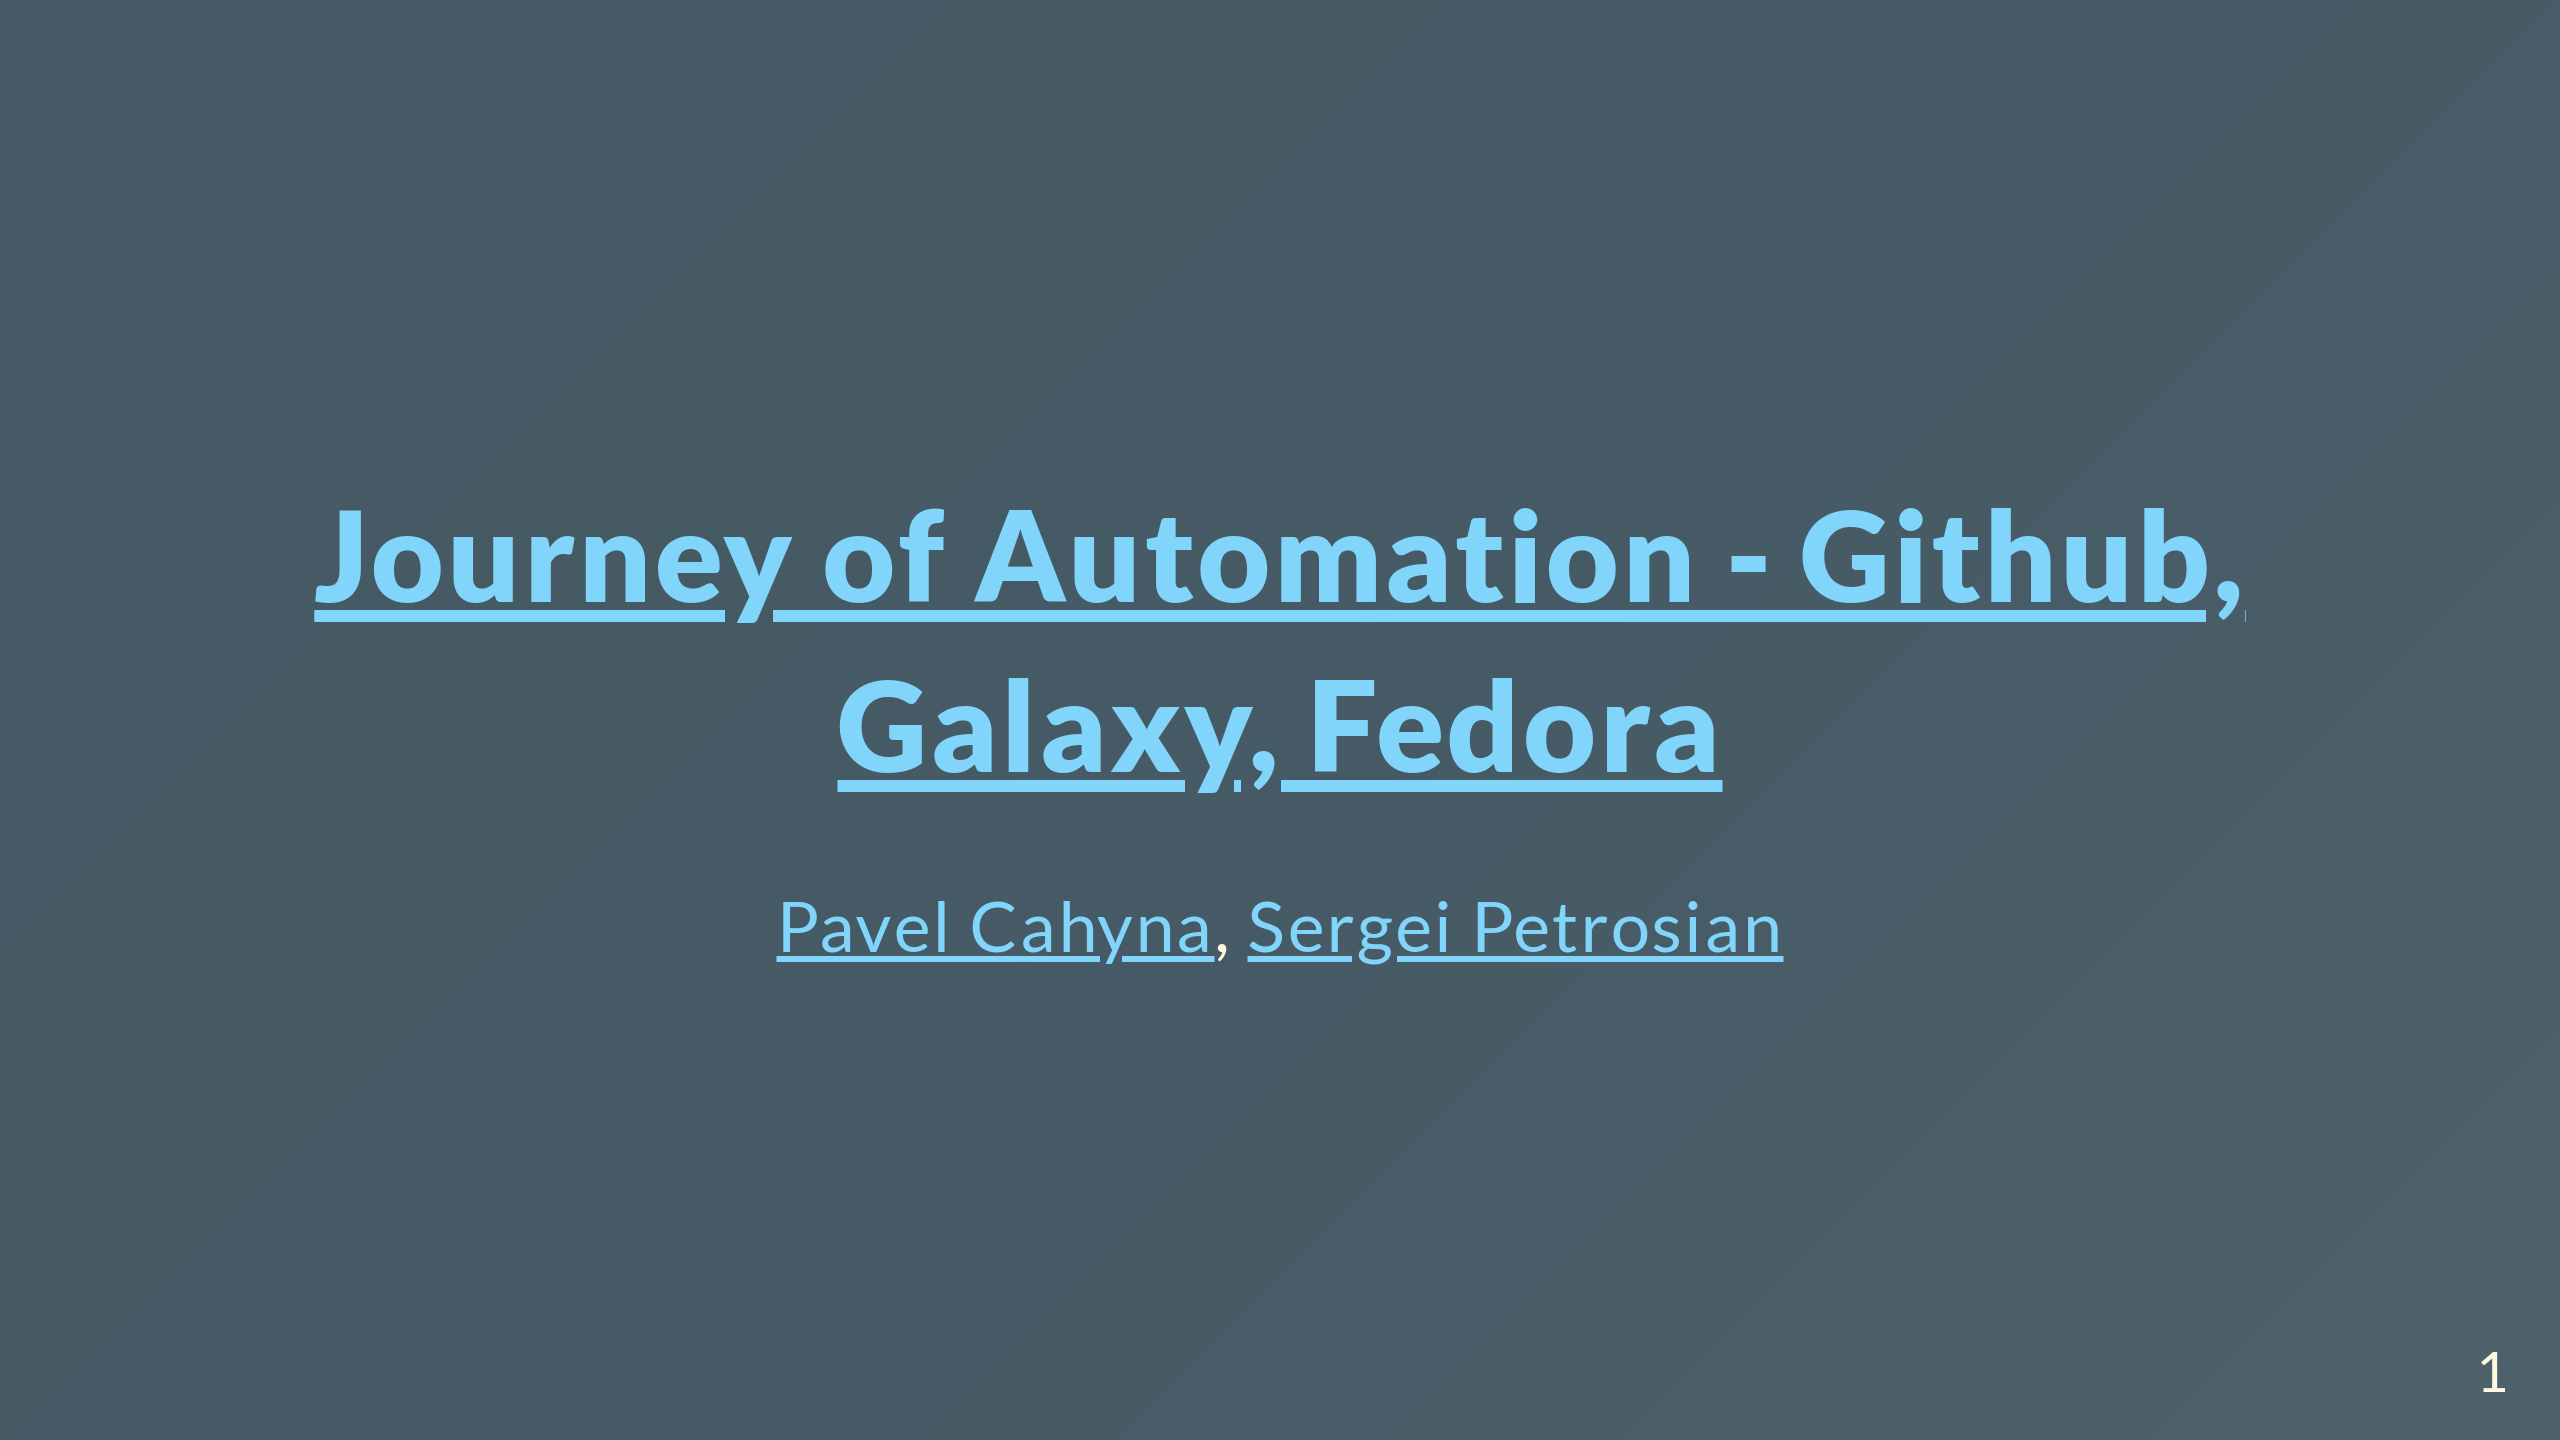 Journey of Automation - Github,
Galaxy, Fedora
Pavel Cahyna, Sergei Petrosian
1